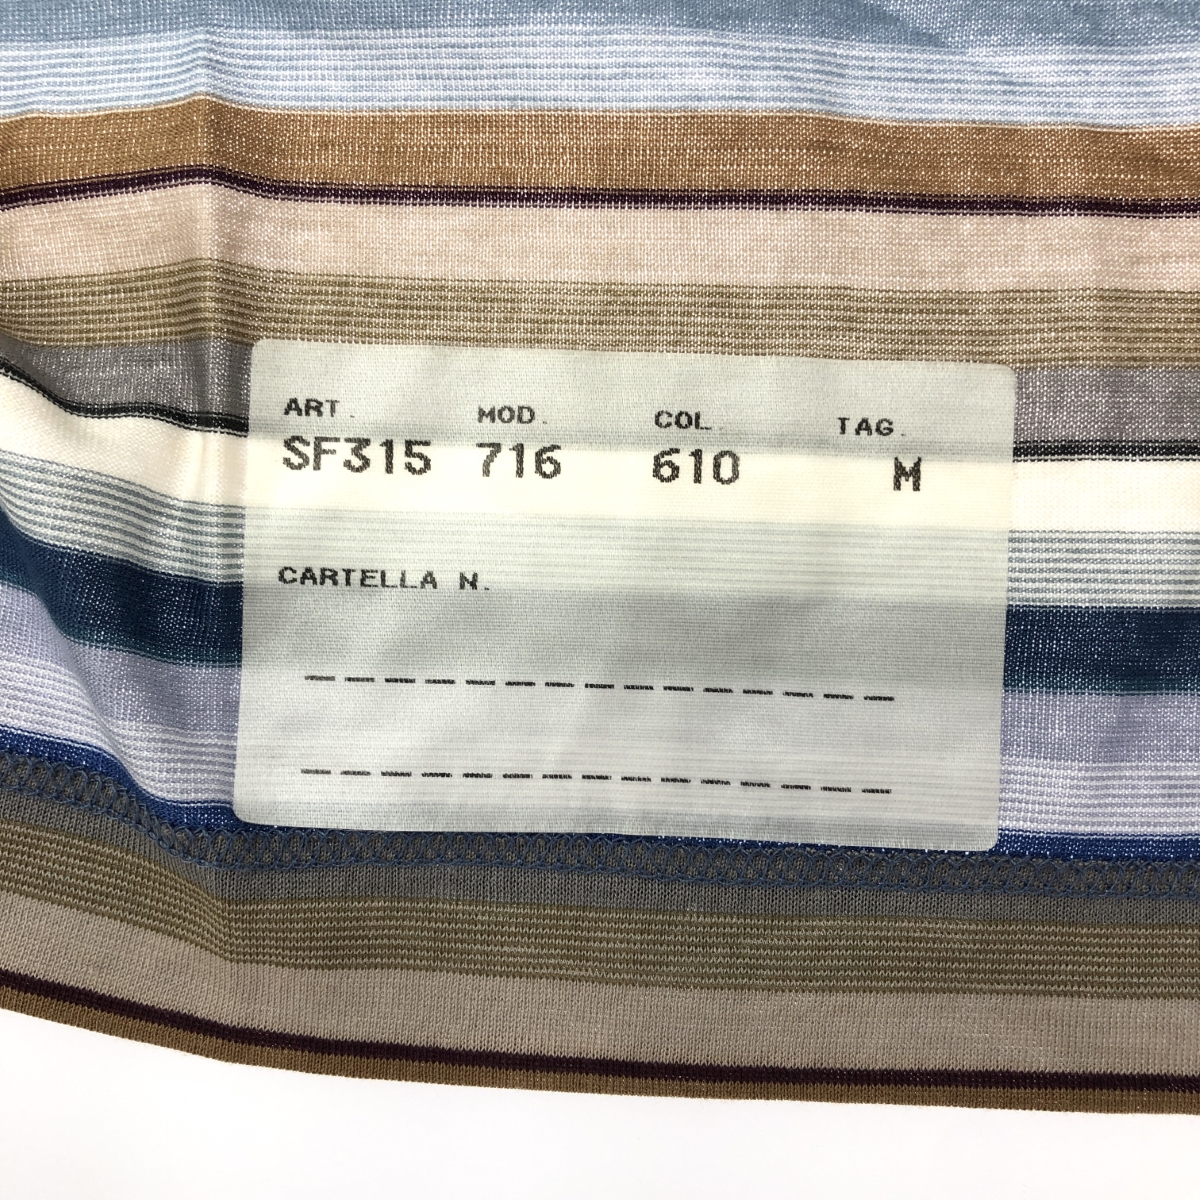 ART. MOD. COL. TAG.
SF315 716 610 M
CARTELLA N.